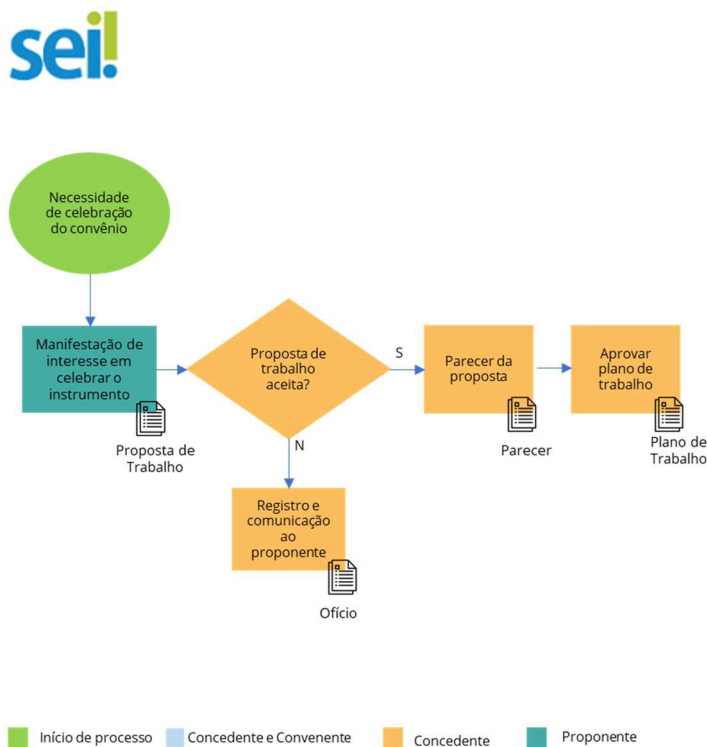 sei!
Necessidade
de celebração
do convênio
Manifestação de
interesse em
celebrar o
instrumento
Proposta de
Trabalho
Proposta de
trabalho
aceita?
S
N
Parecer da
proposta
Parecer
Aprovar
plano de
trabalho
Plano de
Trabalho
Registro e
comunicação
ao
proponente
Ofício
Início de processo
Concedente e Convenente
Concedente
Proponente